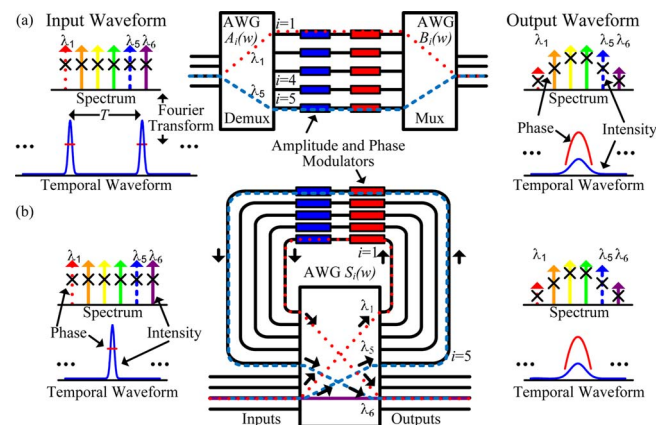 (a) Input Waveform
λ1 λ5 λ6
Spectrum
T
Fourier
Transform
Temporal Waveform
AWG
Ai(w)
Demux
i=1
λ1
i=4
λ5
i=5
AWG
Bi(w)
Mux
Amplitude and Phase
Modulators
Output Waveform
λ1 λ5 λ6
Spectrum
Phase
Intensity
Temporal Waveform
(b)
λ1 λ5 λ6
Spectrum
Phase
Intensity
Temporal Waveform
i=1
AWG Si(w)
λ1
λ5
i=5
λ6
Inputs
Outputs
λ1 λ5 λ6
Spectrum
Temporal Waveform